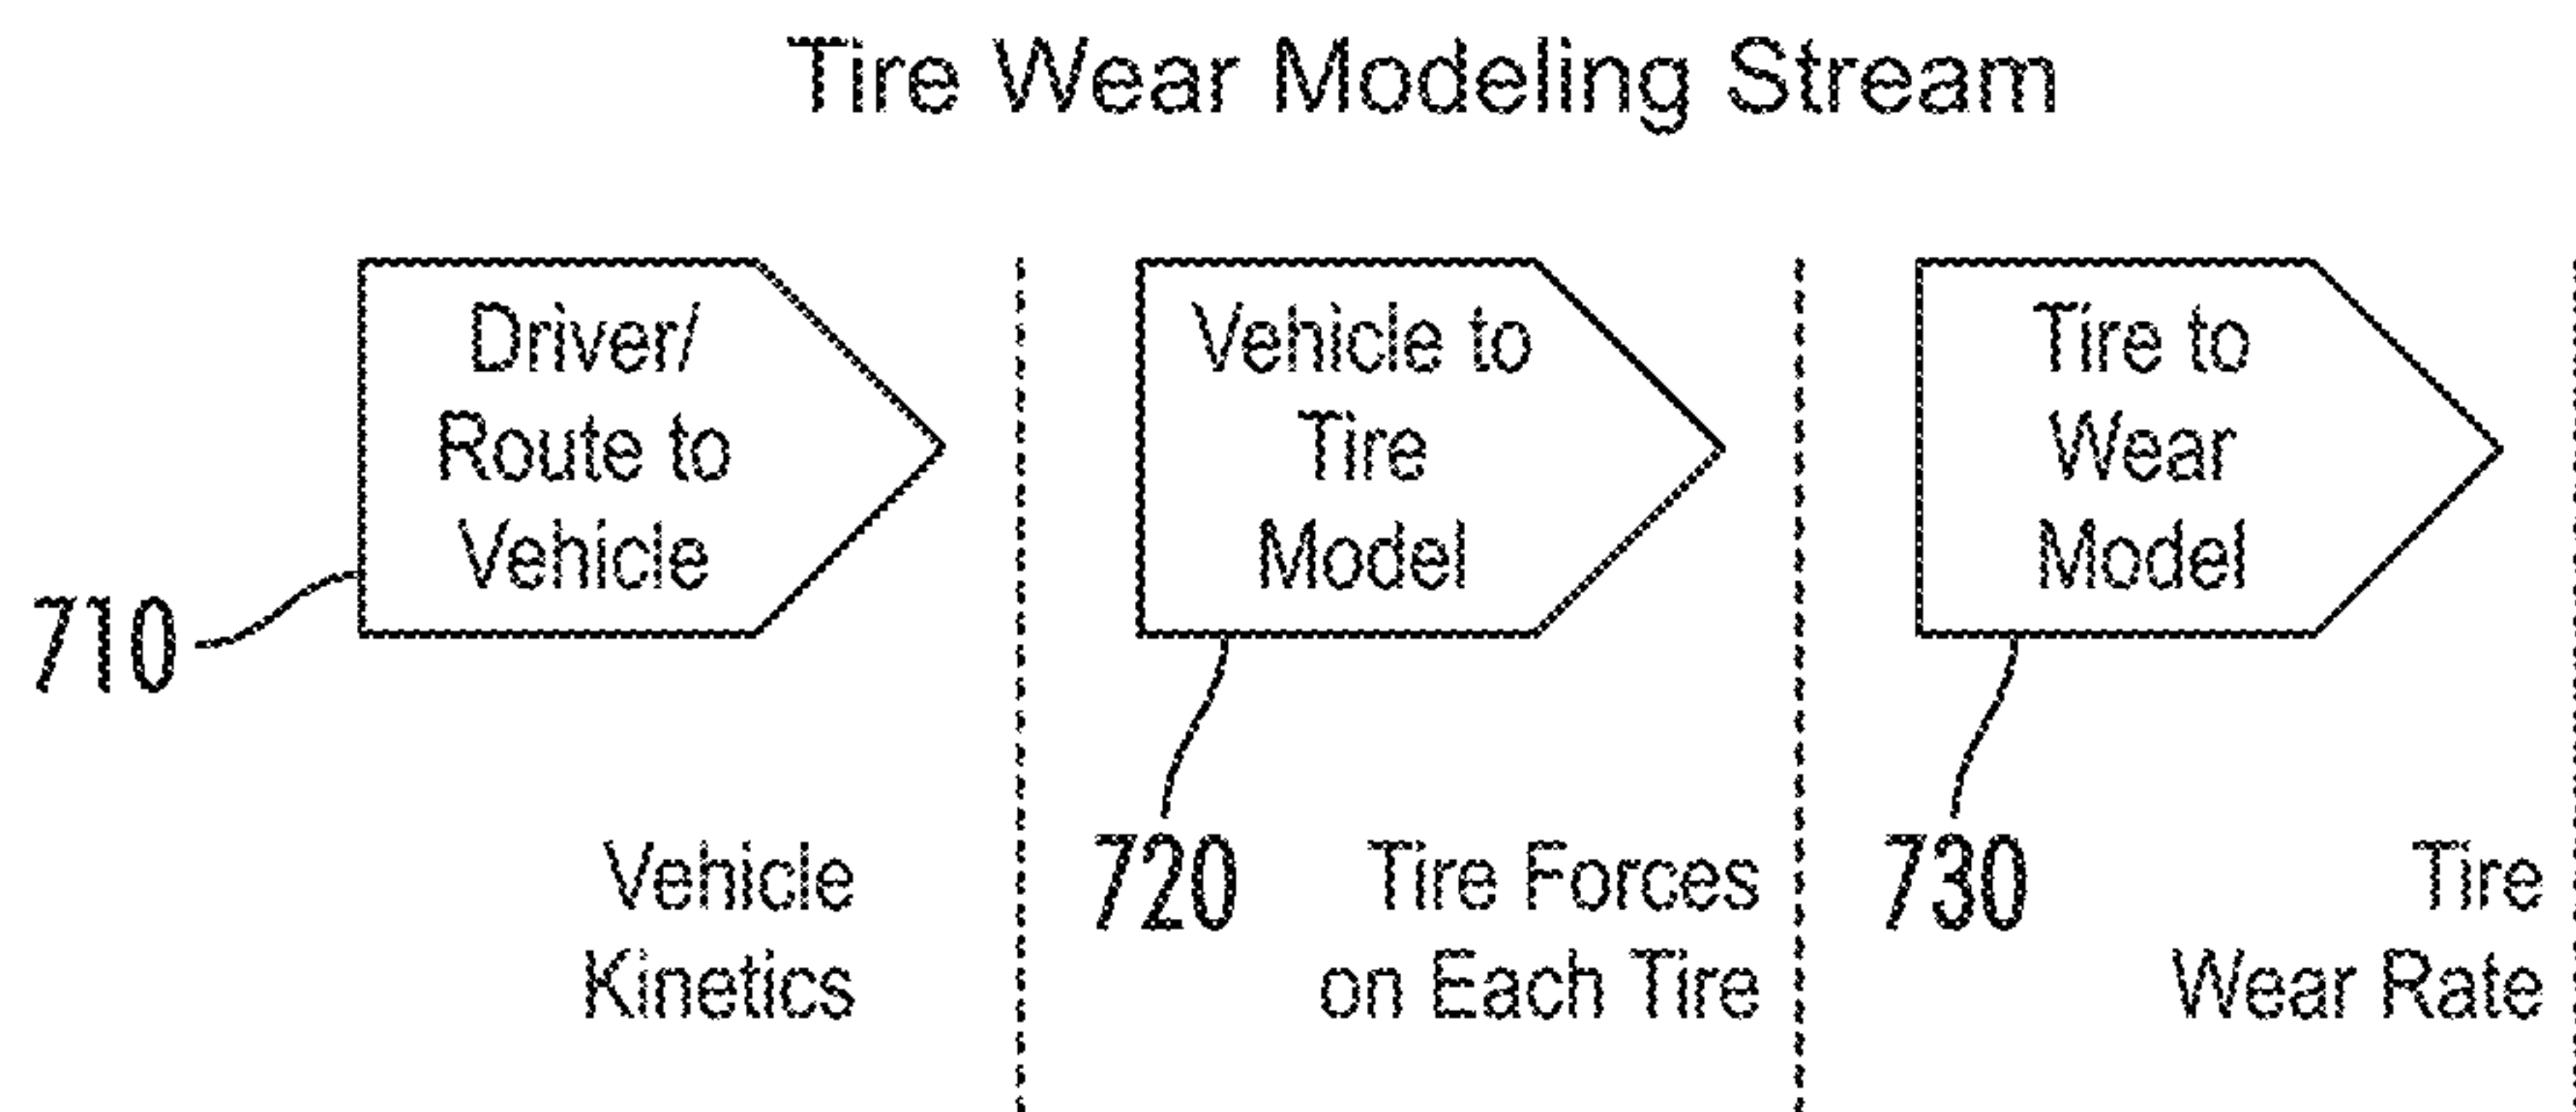 Tire Wear Modeling Stream
Driver/
Route to
Vehicle
710
Vehicle
Kinetics
Vehicle to
Tire
Model
720
Tire Forces
on Each Tire
Tire to
Wear
Model
730
Tire
Wear Rate